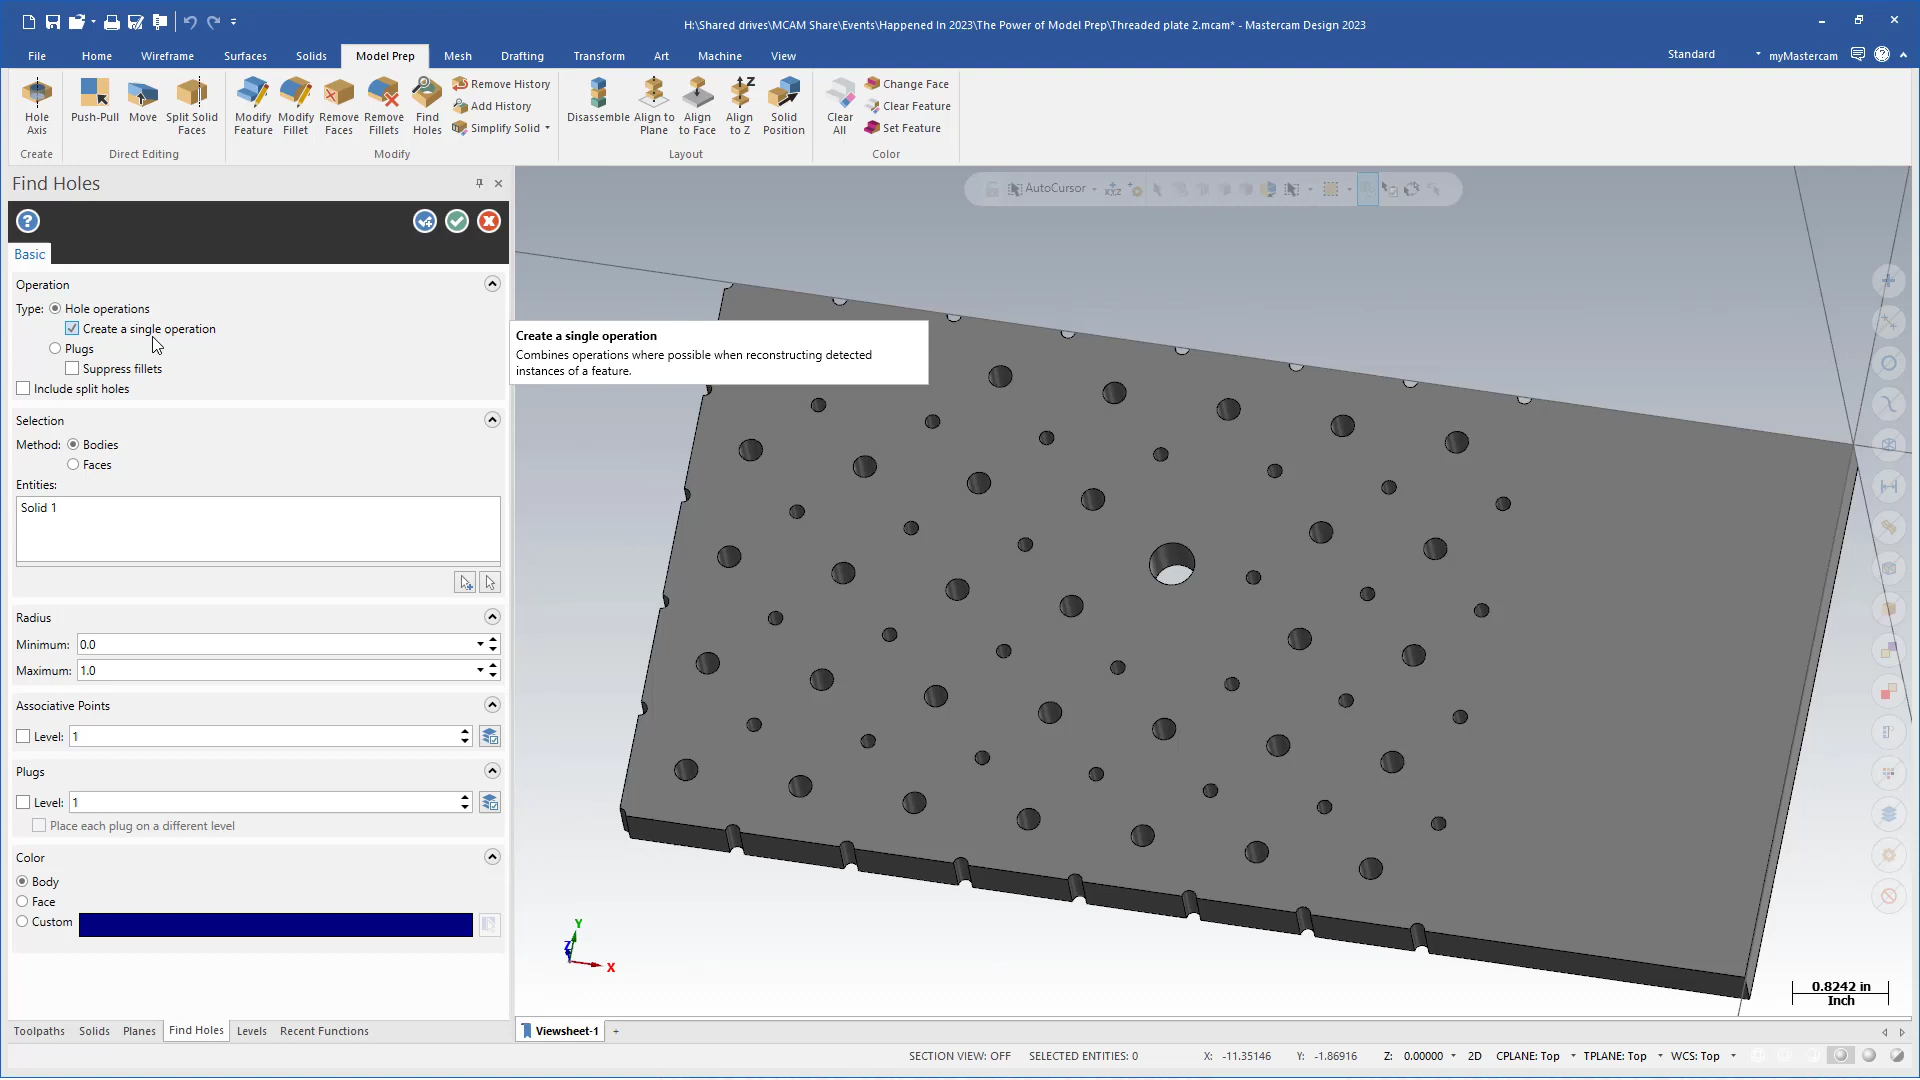 H:\Shared drives\MCAM Share\Events\Happened In 2023\The Power of Model Prep\Threaded plate 2.mcam* - Mastercam Design 2023
File Home Wireframe Surfaces Solids Model Prep Mesh Drafting Transform Art Machine View
Standard myMastercam
Hole Axis
Create
Push-Pull
Move
Split Solid Faces
Direct Editing
Modify Feature
Modify Fillet
Remove Faces
Remove Fillets
Find Holes
Remove History
Add History
Simplify Solid
Modify
Disassemble
Align to Plane
Align to Face
Align to Z
Solid Position
Layout
Clear All
Change Face
Clear Feature
Set Feature
Color
Find Holes
Basic
Operation
Type: Hole operations
Create a single operation
Plugs
Suppress fillets
Include split holes
Selection
Method: Bodies
Faces
Entities:
Solid 1
Radius
Minimum: 0.0
Maximum: 1.0
Associative Points
Level: 1
Plugs
Level: 1
Place each plug on a different level
Color
Body
Face
Custom
Toolpaths Solids Planes Find Holes Levels Recent Functions
AutoCursor
Create a single operation
Combines operations where possible when reconstructing detected
instances of a feature.
Y
Z
X
0.8242 in
Inch
Viewsheet-1 +
SECTION VIEW: OFF SELECTED ENTITIES: 0 X: -11.35146 Y: -1.86916 Z: 0.00000 2D CPLANE: Top TPLANE: Top WCS: Top